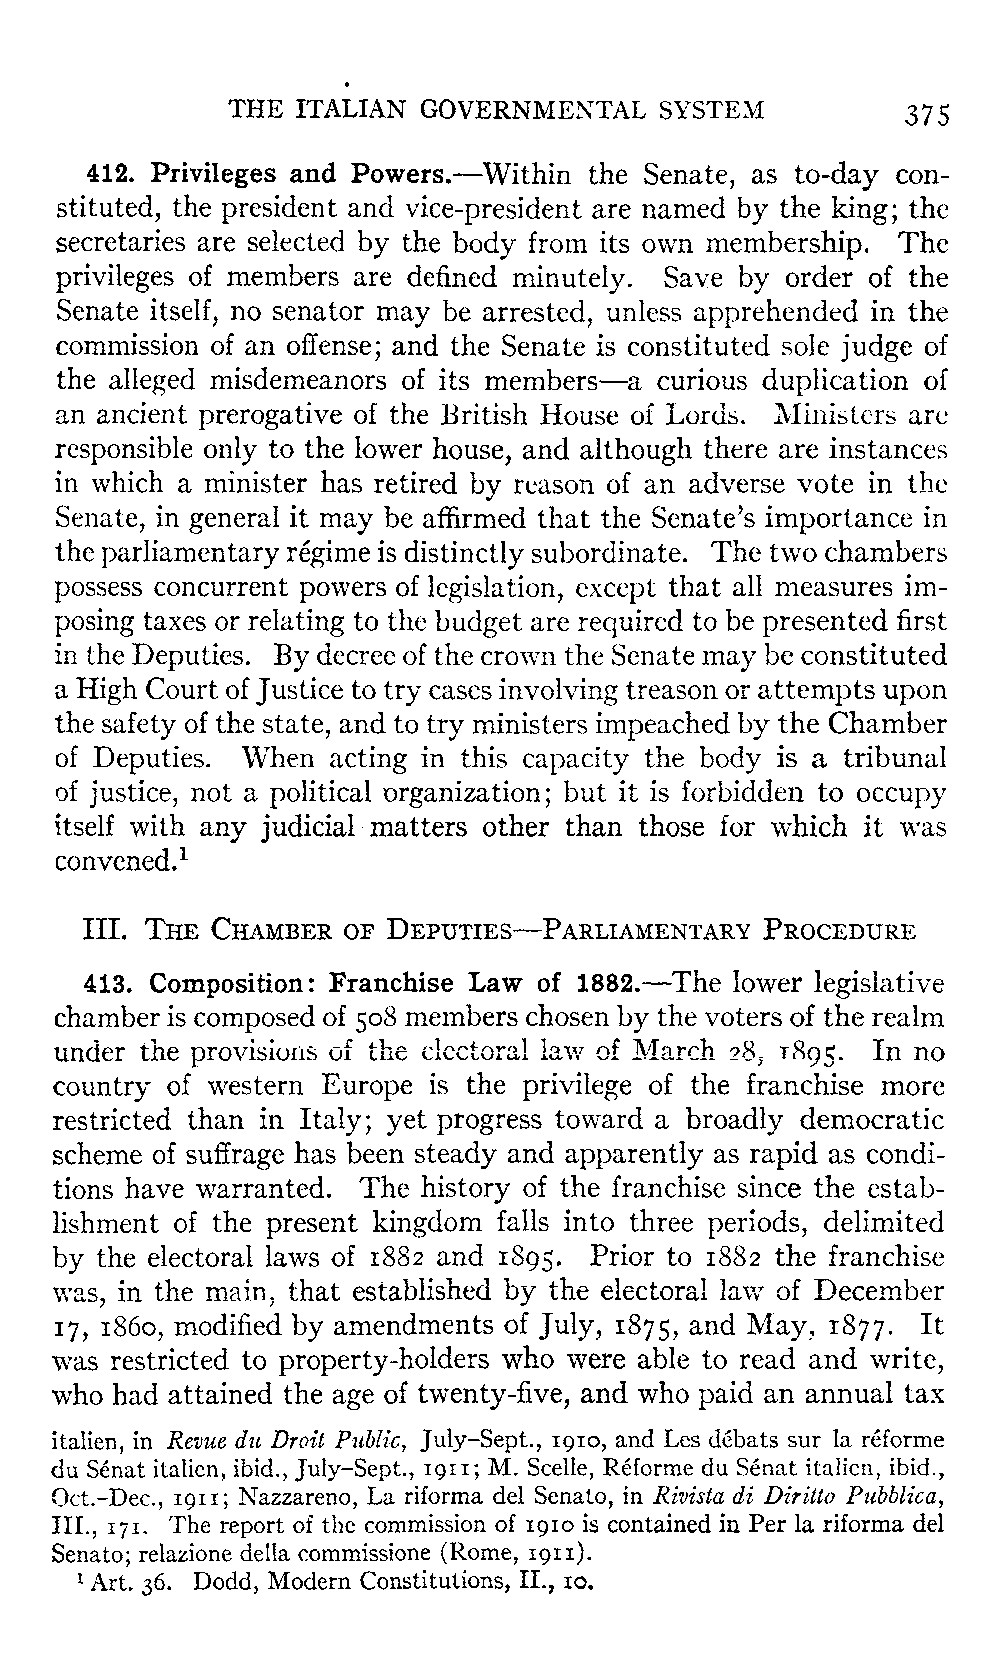 THE ITALIAN GOVERNMENTAL SYSTEM 375
412. Privileges and Powers.—Within the Senate, as to-day con-
stituted, the president and vice-president are named by the king; the
secretaries are selected by the body from its own membership. The
privileges of members are defined minutely. Save by order of the
Senate itself, no senator may be arrested, unless apprehended in the
commission of an offense; and the Senate is constituted sole judge of
the alleged misdemeanors of its members—a curious duplication of
an ancient prerogative of the British House of Lords. Ministers are
responsible only to the lower house, and although there are instances
in which a minister has retired by reason of an adverse vote in the
Senate, in general it may be affirmed that the Senate's importance in
the parliamentary régime is distinctly subordinate. The two chambers
possess concurrent powers of legislation, except that all measures im-
posing taxes or relating to the budget are required to be presented first
in the Deputies. By decree of the crown the Senate may be constituted
a High Court of Justice to try cases involving treason or attempts upon
the safety of the state, and to try ministers impeached by the Chamber
of Deputies. When acting in this capacity the body is a tribunal
of justice, not a political organization; but it is forbidden to occupy
itself with any judicial matters other than those for which it was
convened.¹
III. THE CHAMBER OF DEPUTIES—PARLIAMENTARY PROCEDURE
413. Composition: Franchise Law of 1882.—The lower legislative
chamber is composed of 508 members chosen by the voters of the realm
under the provisions of the electoral law of March 28, 1895. In no
country of western Europe is the privilege of the franchise more
restricted than in Italy; yet progress toward a broadly democratic
scheme of suffrage has been steady and apparently as rapid as condi-
tions have warranted. The history of the franchise since the estab-
lishment of the present kingdom falls into three periods, delimited
by the electoral laws of 1882 and 1895. Prior to 1882 the franchise
was, in the main, that established by the electoral law of December
17, 1860, modified by amendments of July, 1875, and May, 1877. It
was restricted to property-holders who were able to read and write,
who had attained the age of twenty-five, and who paid an annual tax
italien, in Revue du Droit Public, July–Sept., 1910, and Les débats sur la réforme
du Sénat italien, ibid., July–Sept., 1911; M. Scelle, Réforme du Sénat italien, ibid.,
Oct.–Dec., 1911; Nazzareno, La riforma del Senato, in Rivista di Diritto Pubblica,
III., 171. The report of the commission of 1910 is contained in Per la riforma del
Senato; relazione della commissione (Rome, 1911).
¹ Art. 36. Dodd, Modern Constitutions, II., 10.